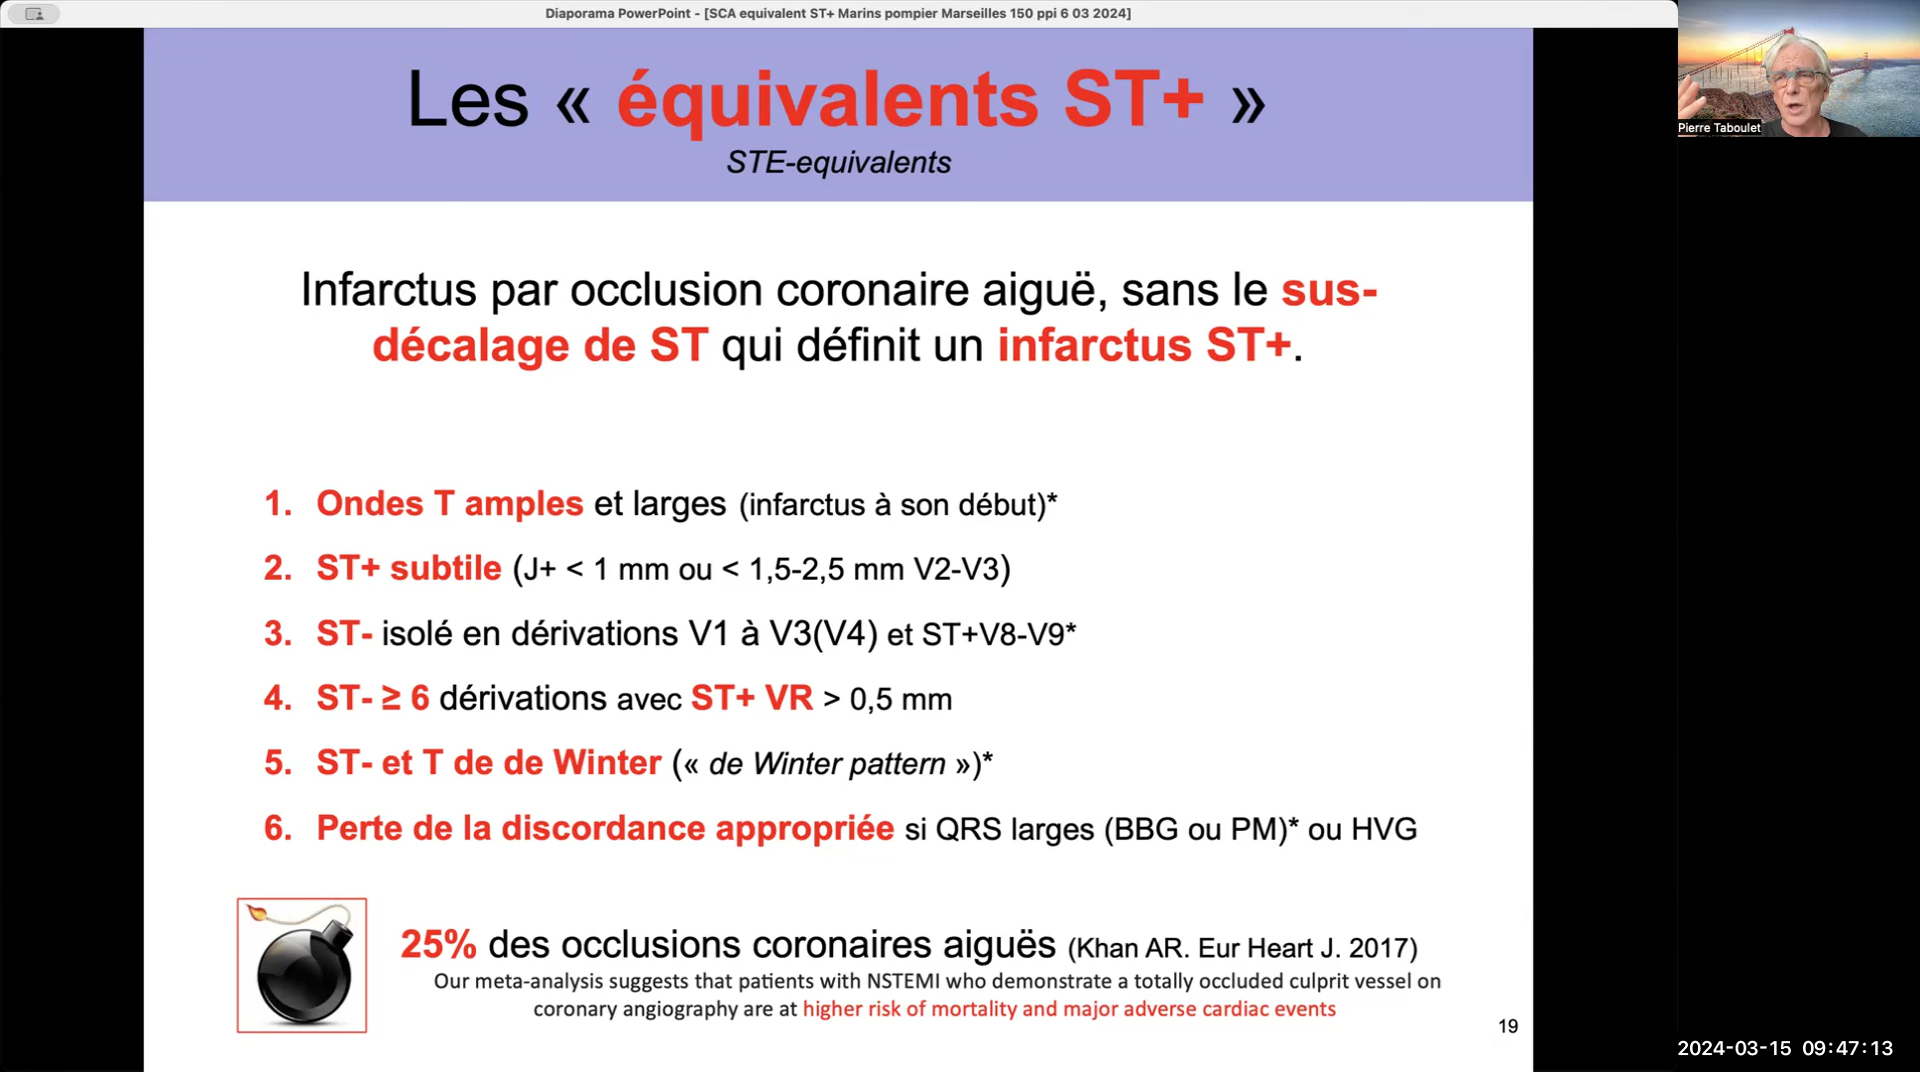 Diaporama PowerPoint - [SCA equivalent ST+ Marins pompier Marseilles 150 ppi 6 03 2024]
Les « équivalents ST+ »
STE-equivalents
Infarctus par occlusion coronaire aiguë, sans le sus-
décalage de ST qui définit un infarctus ST+.
1. Ondes T amples et larges (infarctus à son début)*
2. ST+ subtile (J+ < 1 mm ou < 1,5-2,5 mm V2-V3)
3. ST- isolé en dérivations V1 à V3(V4) et ST+V8-V9*
4. ST- ≥ 6 dérivations avec ST+ VR > 0,5 mm
5. ST- et T de de Winter (« de Winter pattern »)*
6. Perte de la discordance appropriée si QRS larges (BBG ou PM)* ou HVG
25% des occlusions coronaires aiguës (Khan AR. Eur Heart J. 2017)
Our meta-analysis suggests that patients with NSTEMI who demonstrate a totally occluded culprit vessel on
coronary angiography are at higher risk of mortality and major adverse cardiac events
19
Pierre Taboulet
2024-03-15 09:47:13